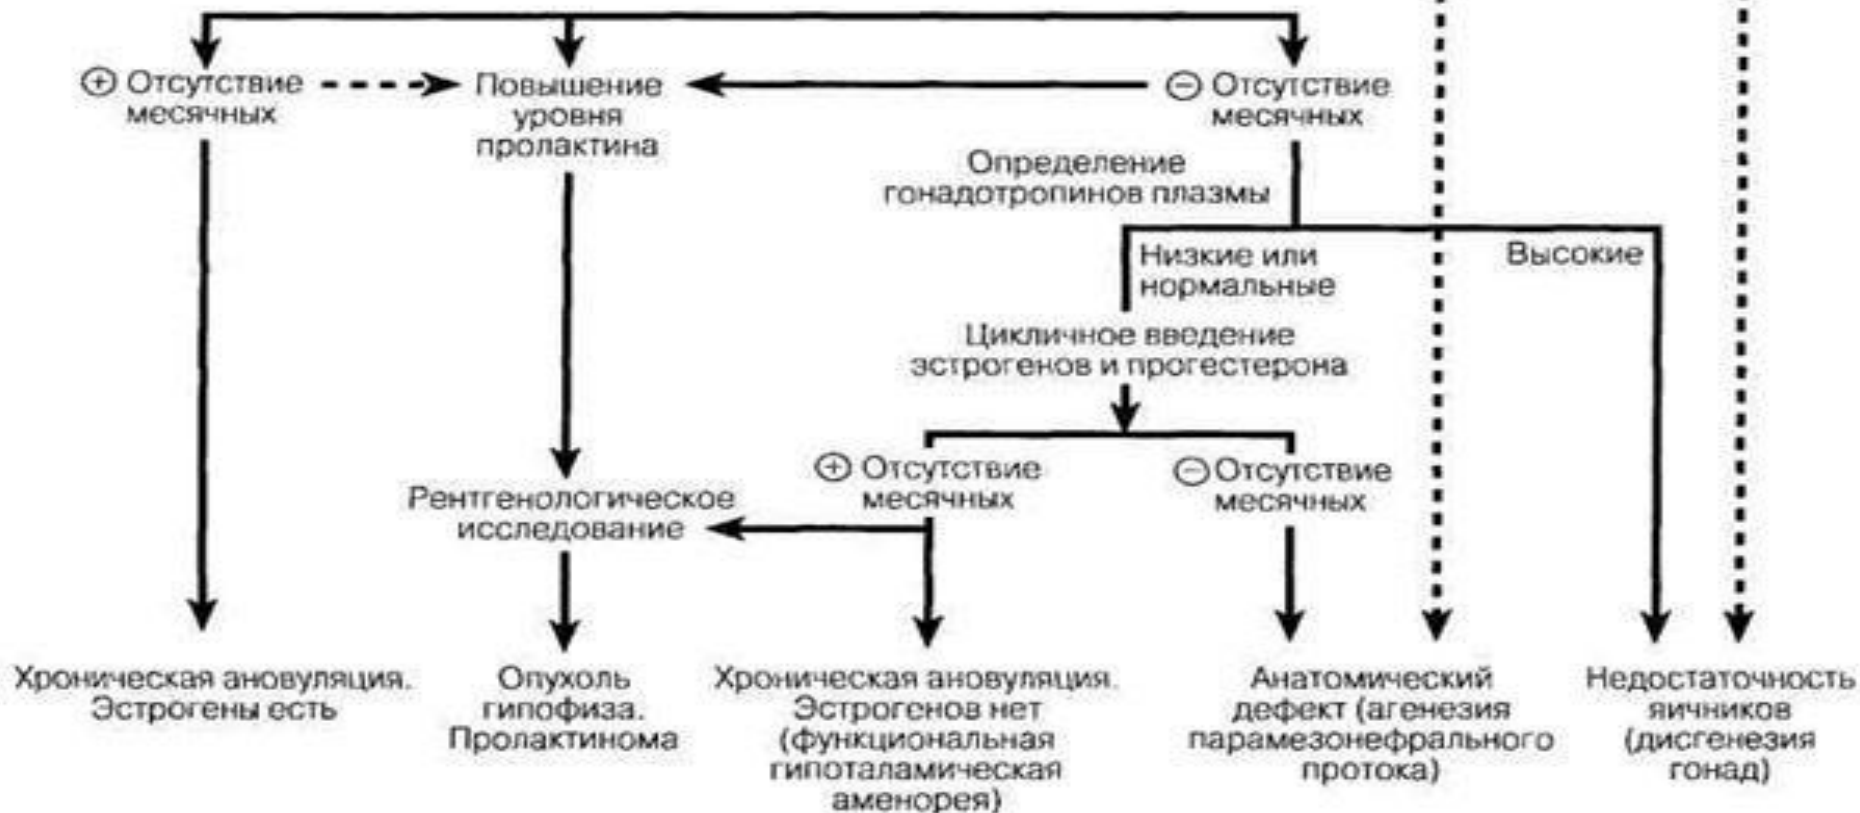 ⊕ Отсутствие
месячных
Повышение
уровня
пролактина
⊖ Отсутствие
месячных
Определение
гонадотропинов плазмы
Низкие или
нормальные
Высокие
Цикличное введение
эстрогенов и прогестерона
⊕ Отсутствие
месячных
⊖ Отсутствие
месячных
Рентгенологическое
исследование
Хроническая ановуляция.
Эстрогены есть
Опухоль
гипофиза.
Пролактинома
Хроническая ановуляция.
Эстрогенов нет
(функциональная
гипоталамическая
аменорея)
Анатомический
дефект (агенезия
парамезонефрального
протока)
Недостаточность
яичников
(дисгенезия
гонад)